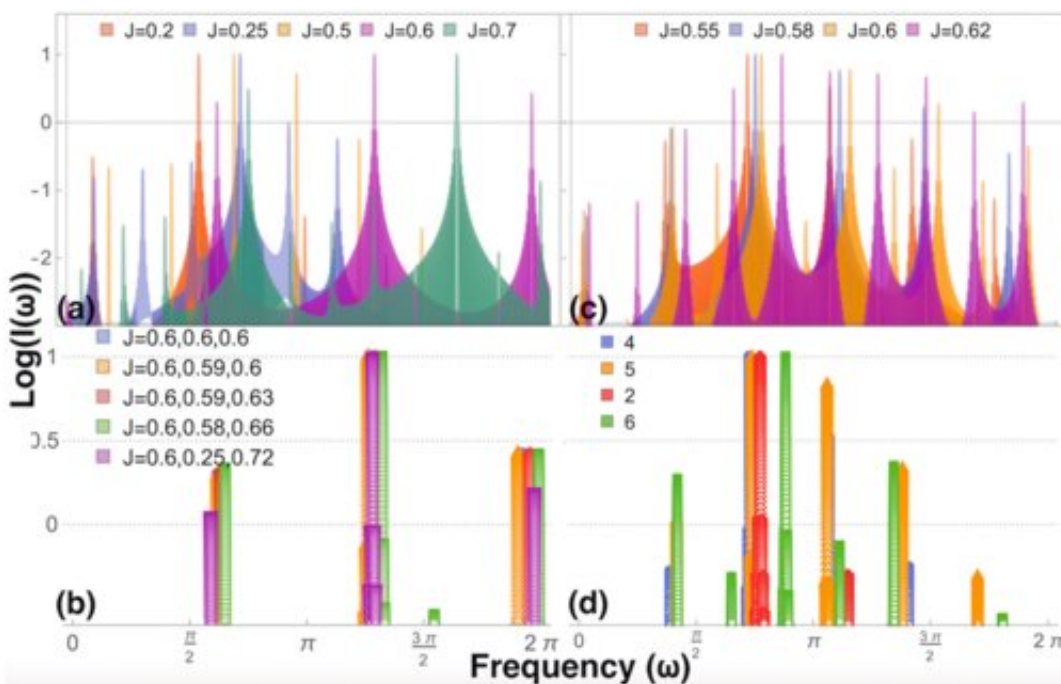 J=0.2 J=0.25 J=0.5 J=0.6 J=0.7
J=0.55 J=0.58 J=0.6 J=0.62
1
0
-1
-2
(a)
(c)
Log(I(ω))
J=0.6,0.6,0.6
J=0.6,0.59,0.6
J=0.6,0.59,0.63
J=0.6,0.58,0.66
J=0.6,0.25,0.72
4
5
2
6
1
0.5
0
(b)
(d)
0 π/2 π 3π/2 2π
0 π/2 π 3π/2 2π
Frequency (ω)